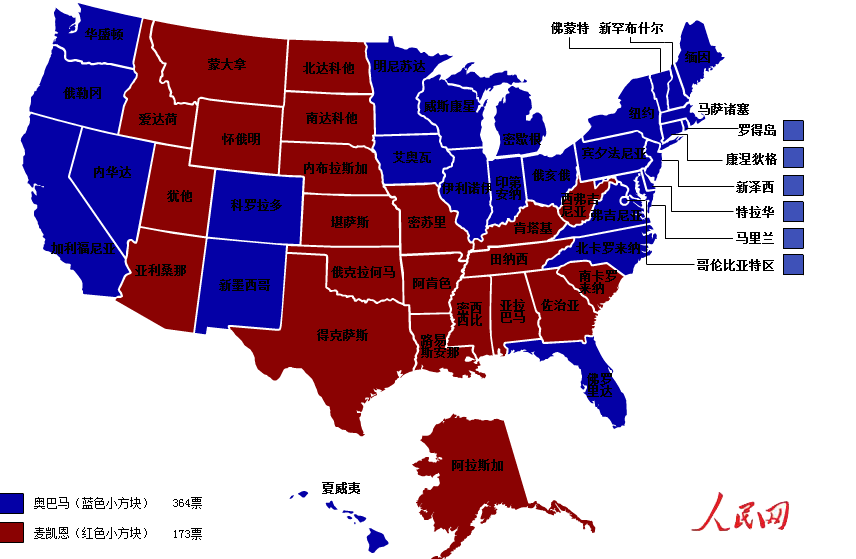 佛蒙特
新罕布什尔
华盛顿
缅因
蒙大拿
北达科他
明尼苏达
俄勒冈
威斯康星
纽约
马萨诸塞
爱达荷
南达科他
罗得岛
怀俄明
密歇根
艾奥瓦
宾夕法尼亚
康涅狄格
内华达
内布拉斯加
伊利诺伊
印第
安纳
俄亥俄
新泽西
犹他
科罗拉多
堪萨斯
密苏里
肯塔基
西弗吉
尼亚
弗吉尼亚
特拉华
马里兰
加利福尼亚
北卡罗来纳
田纳西
哥伦比亚特区
亚利桑那
新墨西哥
俄克拉何马
阿肯色
南卡罗
来纳
得克萨斯
密西
西比
亚拉
巴马
佐治亚
路易
斯安那
佛罗
里达
阿拉斯加
夏威夷
奥巴马（蓝色小方块） 364票
麦凯恩（红色小方块） 173票
人民网